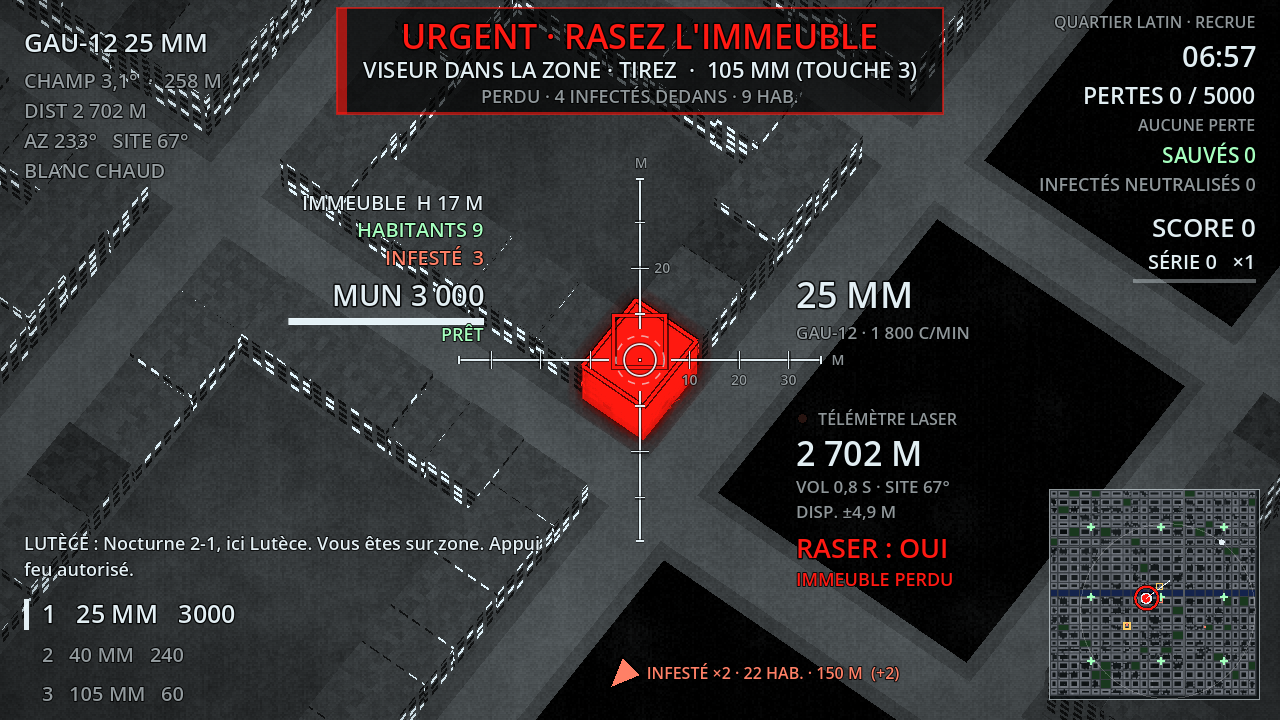 GAU-12 25 MM
CHAMP 3,1° · 258 M
DIST 2 702 M
AZ 233° SITE 67°
BLANC CHAUD
URGENT · RASEZ L'IMMEUBLE
VISEUR DANS LA ZONE · TIREZ · 105 MM (TOUCHE 3)
PERDU · 4 INFECTÉS DEDANS · 9 HAB.
QUARTIER LATIN · RECRUE
06:57
PERTES 0 / 5000
AUCUNE PERTE
SAUVÉS 0
INFECTÉS NEUTRALISÉS 0
SCORE 0
SÉRIE 0 ×1
IMMEUBLE H 17 M
HABITANTS 9
INFESTÉ 3
MUN 3 000
PRÊT
M
20
10 20 30
M
25 MM
GAU-12 · 1 800 C/MIN
TÉLÉMÈTRE LASER
2 702 M
VOL 0,8 S · SITE 67°
DISP. ±4,9 M
RASER : OUI
IMMEUBLE PERDU
LUTÈCE : Nocturne 2-1, ici Lutèce. Vous êtes sur zone. Appui
feu autorisé.
1 25 MM 3000
2 40 MM 240
3 105 MM 60
INFESTÉ ×2 · 22 HAB. · 150 M (+2)